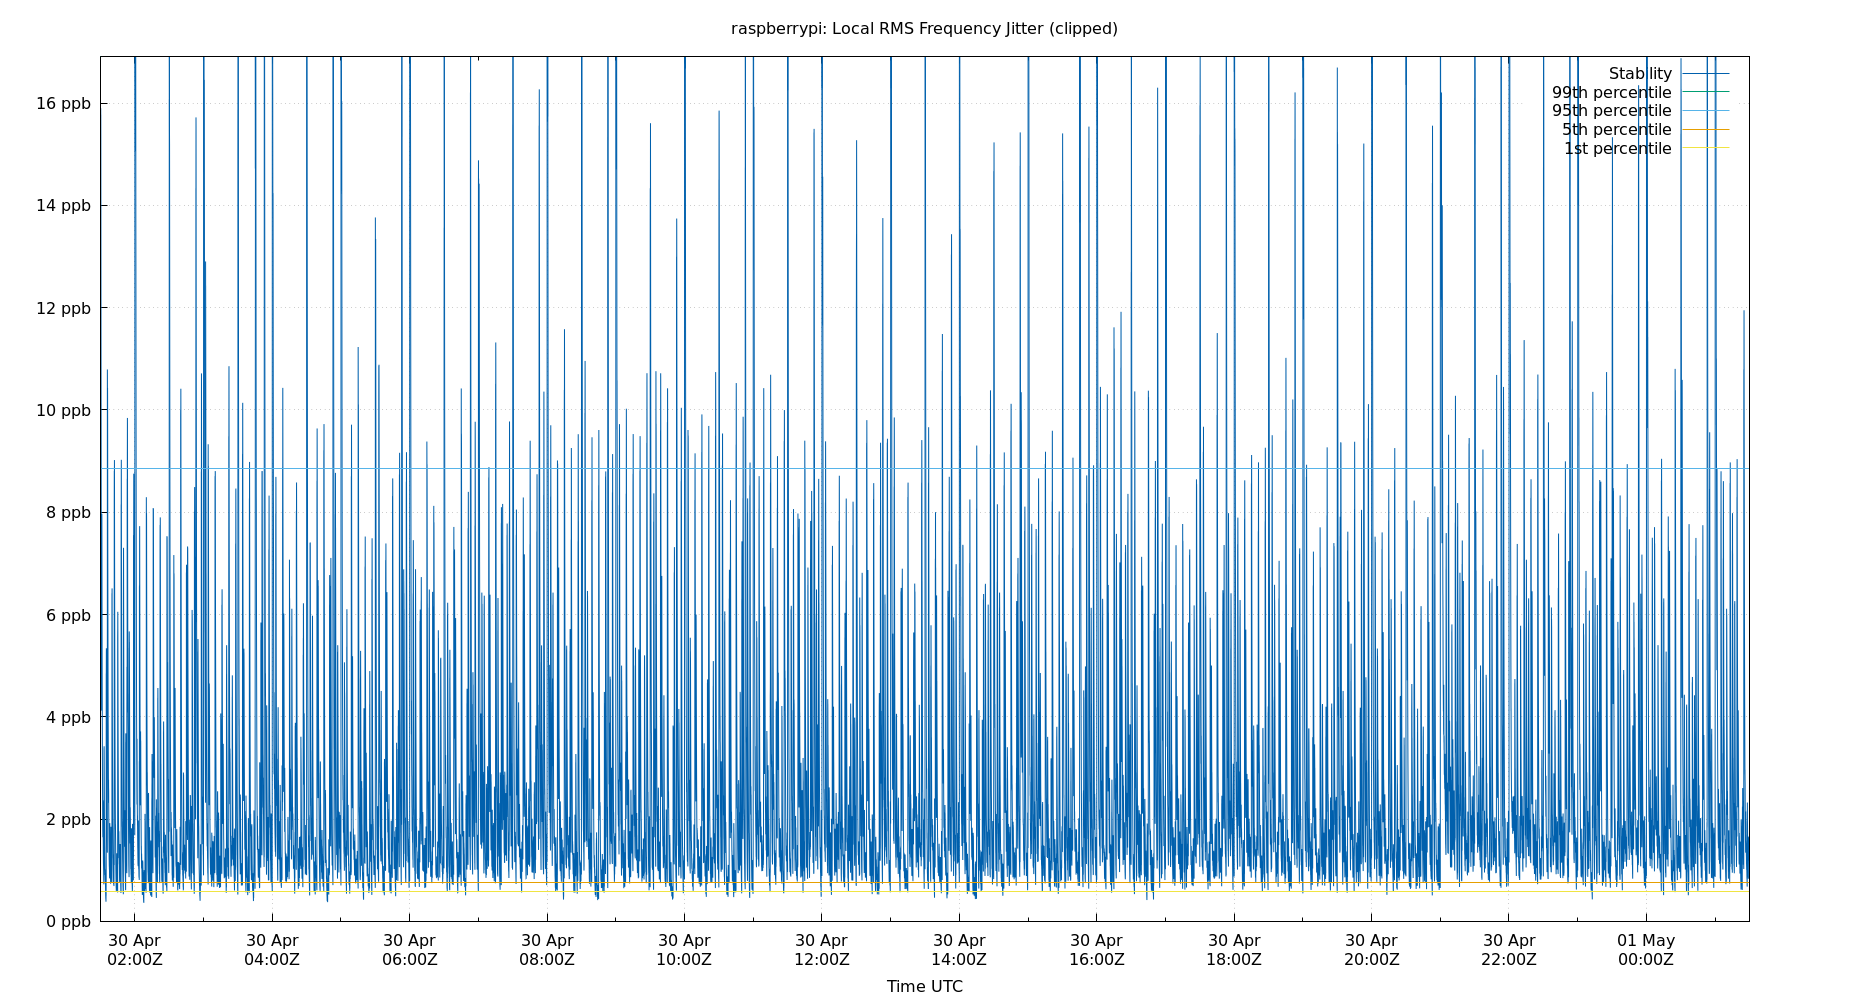 raspberrypi: Local RMS Frequency Jitter (clipped)
Stability
99th percentile
95th percentile
5th percentile
1st percentile
16 ppb
14 ppb
12 ppb
10 ppb
8 ppb
6 ppb
4 ppb
2 ppb
0 ppb
30 Apr 30 Apr 30 Apr 30 Apr 30 Apr 30 Apr 30 Apr 30 Apr 30 Apr 30 Apr 30 Apr 01 May
02:00Z 04:00Z 06:00Z 08:00Z 10:00Z 12:00Z 14:00Z 16:00Z 18:00Z 20:00Z 22:00Z 00:00Z
Time UTC